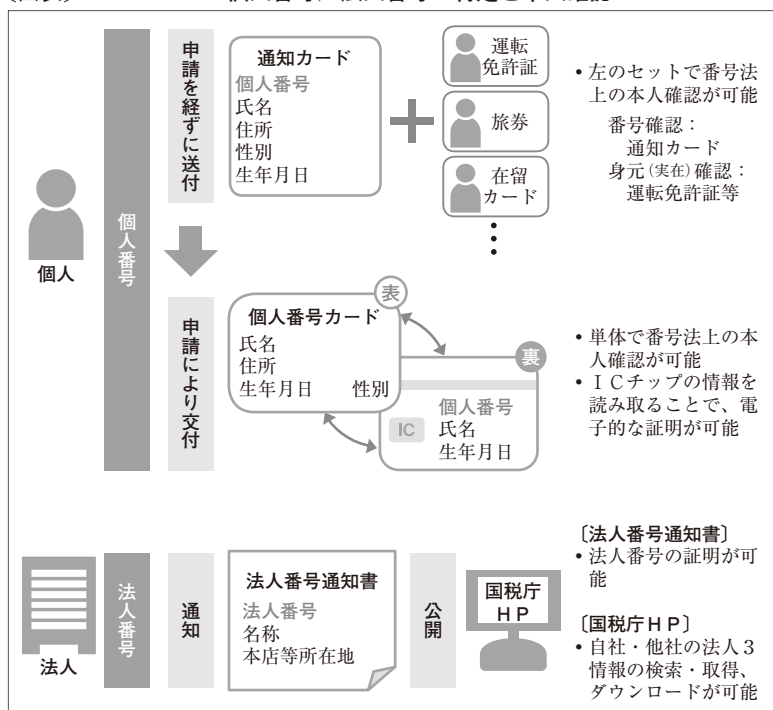 個人
個人番号
申請を経ずに送付
通知カード
個人番号
氏名
住所
性別
生年月日
運転
免許証
旅券
在留
カード
•左のセットで番号法
上の本人確認が可能
番号確認：
通知カード
身元(実在)確認：
運転免許証等
申請により交付
表
個人番号カード
氏名
住所
生年月日　性別
裏
IC
個人番号
氏名
生年月日
•単体で番号法上の本
人確認が可能
•ＩＣチップの情報を
読み取ることで、電
子的な証明が可能
法人
法人番号
通知
法人番号通知書
法人番号
名称
本店等所在地
公開
国税庁
ＨＰ
〔法人番号通知書〕
•法人番号の証明が可
能
〔国税庁ＨＰ〕
•自社・他社の法人３
情報の検索・取得、
ダウンロードが可能